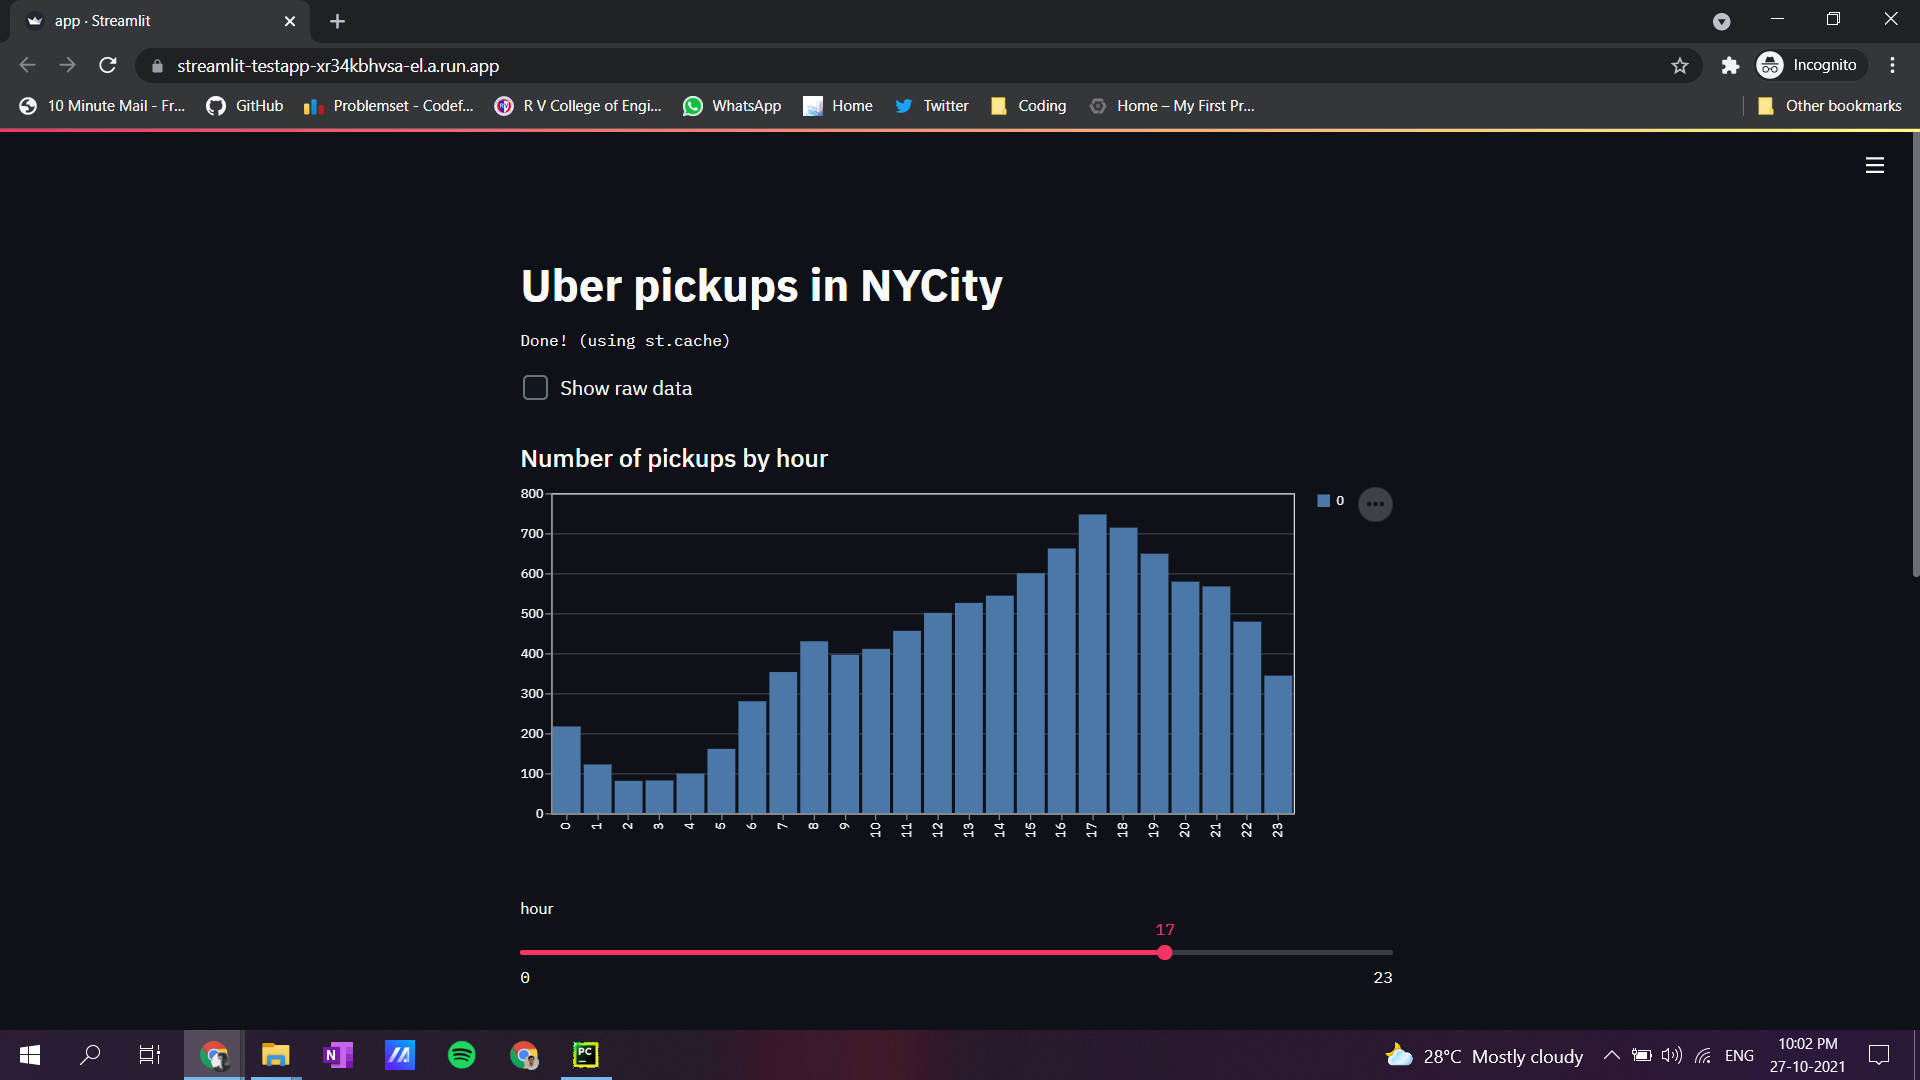 app · Streamlit
streamlit-testapp-xr34kbhvsa-el.a.run.app
Incognito
10 Minute Mail - Fr...
GitHub
Problemset - Codef...
R V College of Engi...
WhatsApp
Home
Twitter
Coding
Home – My First Pr...
Other bookmarks
Uber pickups in NYCity
Done! (using st.cache)
Show raw data
Number of pickups by hour
800
700
600
500
400
300
200
100
0
0
0 1 2 3 4 5 6 7 8 9 10 11 12 13 14 15 16 17 18 19 20 21 22 23
hour
17
0
23
N
PC
28°C Mostly cloudy
ENG
10:02 PM
27-10-2021